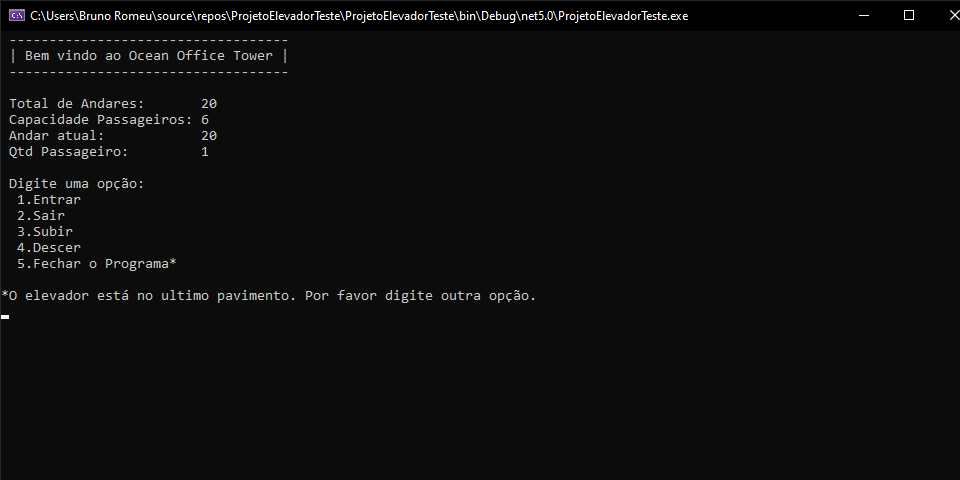 C:\Users\Bruno Romeu\source\repos\ProjetoElevadorTeste\ProjetoElevadorTeste\bin\Debug\net5.0\ProjetoElevadorTeste.exe
-----------------------------------
| Bem vindo ao Ocean Office Tower |
-----------------------------------
Total de Andares: 20
Capacidade Passageiros: 6
Andar atual: 20
Qtd Passageiro: 1
Digite uma opção:
1.Entrar
2.Sair
3.Subir
4.Descer
5.Fechar o Programa*
*O elevador está no ultimo pavimento. Por favor digite outra opção.